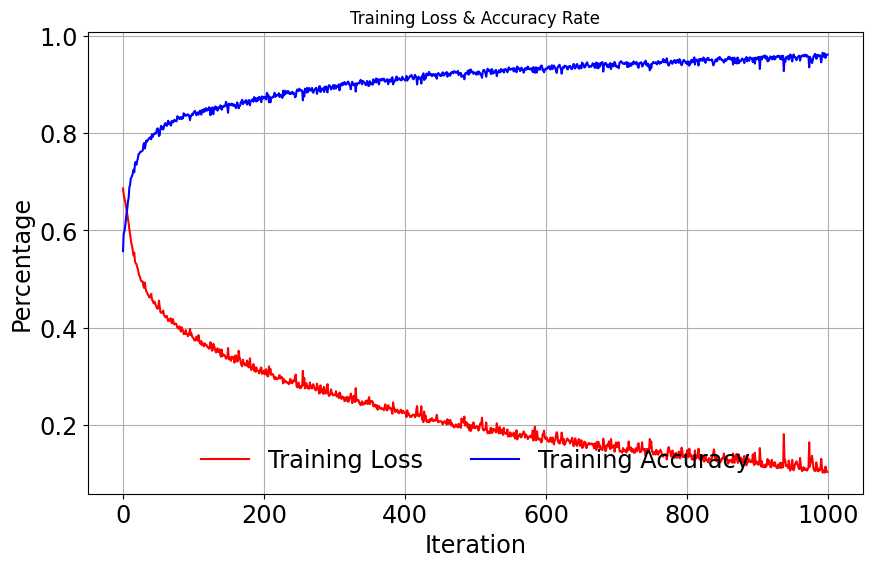 Training Loss & Accuracy Rate
1.0
0.8
0.6
0.4
0.2
Percentage
Training Loss
Training Accuracy
0
200
400
600
800
1000
Iteration